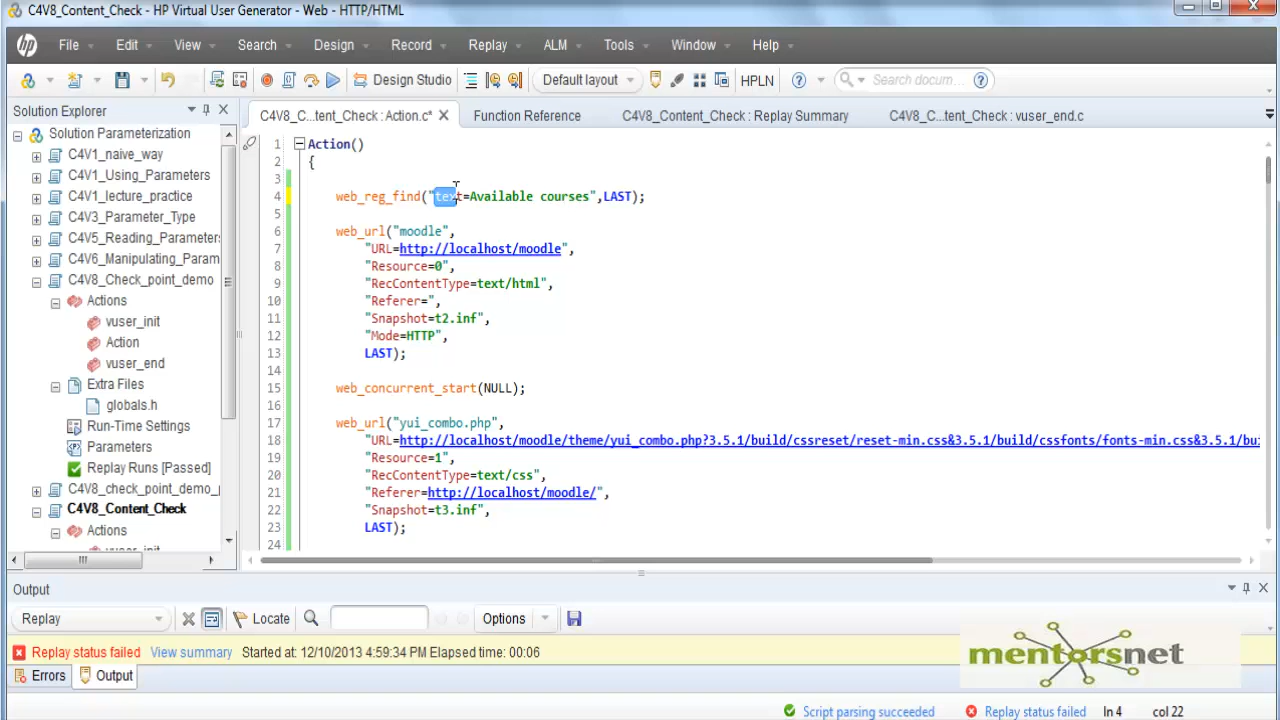 C4V8_Content_Check - HP Virtual User Generator - Web - HTTP/HTML
hp File Edit View Search Design Record Replay ALM Tools Window Help
Design Studio Default layout HPLN ? Search docum... ?
Solution Explorer
C4V8_C...tent_Check : Action.c* Function Reference C4V8_Content_Check : Replay Summary C4V8_C...tent_Check : vuser_end.c
Solution Parameterization
C4V1_naive_way
C4V1_Using_Parameters
C4V1_lecture_practice
C4V3_Parameter_Type
C4V5_Reading_Parameters
C4V6_Manipulating_Param
C4V8_Check_point_demo
Actions
vuser_init
Action
vuser_end
Extra Files
globals.h
Run-Time Settings
Parameters
Replay Runs [Passed]
C4V8_check_point_demo_
C4V8_Content_Check
Actions
1 Action()
2 {
3
4 web_reg_find("text=Available courses",LAST);
5
6 web_url("moodle",
7 "URL=http://localhost/moodle",
8 "Resource=0",
9 "RecContentType=text/html",
10 "Referer=",
11 "Snapshot=t2.inf",
12 "Mode=HTTP",
13 LAST);
14
15 web_concurrent_start(NULL);
16
17 web_url("yui_combo.php",
18 "URL=http://localhost/moodle/theme/yui_combo.php?3.5.1/build/cssreset/reset-min.css&3.5.1/build/cssfonts/fonts-min.css&3.5.1/bu
19 "Resource=1",
20 "RecContentType=text/css",
21 "Referer=http://localhost/moodle/",
22 "Snapshot=t3.inf",
23 LAST);
24
Output
Replay Locate Options
Replay status failed View summary Started at: 12/10/2013 4:59:34 PM Elapsed time: 00:06
mentorsnet
Errors Output
Script parsing succeeded Replay status failed ln 4 col 22